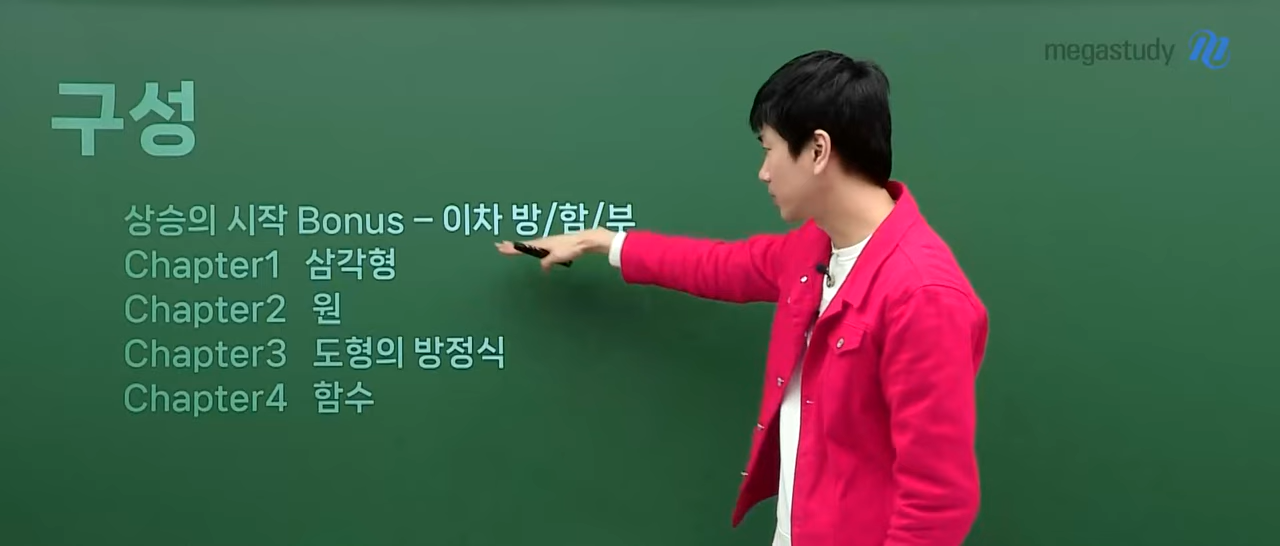 megastudy
구성
상승의 시작 Bonus – 이차 방/함/부
Chapter1 삼각형
Chapter2 원
Chapter3 도형의 방정식
Chapter4 함수